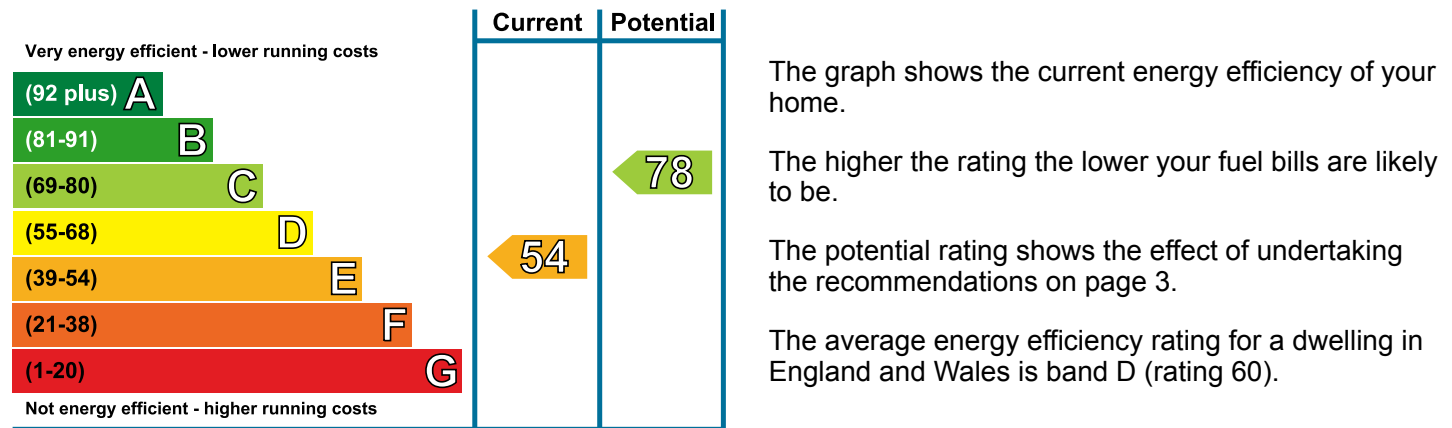 Current Potential
Very energy efficient - lower running costs
(92 plus) A
(81-91) B
(69-80) C
78
(55-68) D
54
(39-54) E
(21-38) F
(1-20) G
Not energy efficient - higher running costs
The graph shows the current energy efficiency of your
home.
The higher the rating the lower your fuel bills are likely
to be.
The potential rating shows the effect of undertaking
the recommendations on page 3.
The average energy efficiency rating for a dwelling in
England and Wales is band D (rating 60).